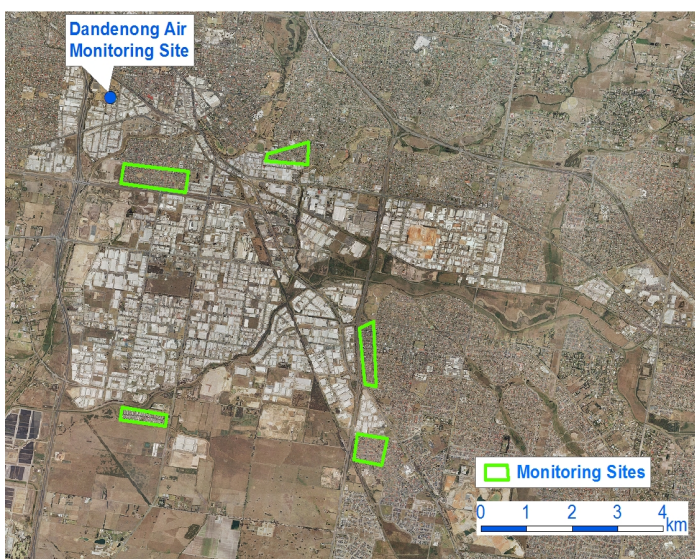 Dandenong Air
Monitoring Site
Monitoring Sites
0 1 2 3 4
km